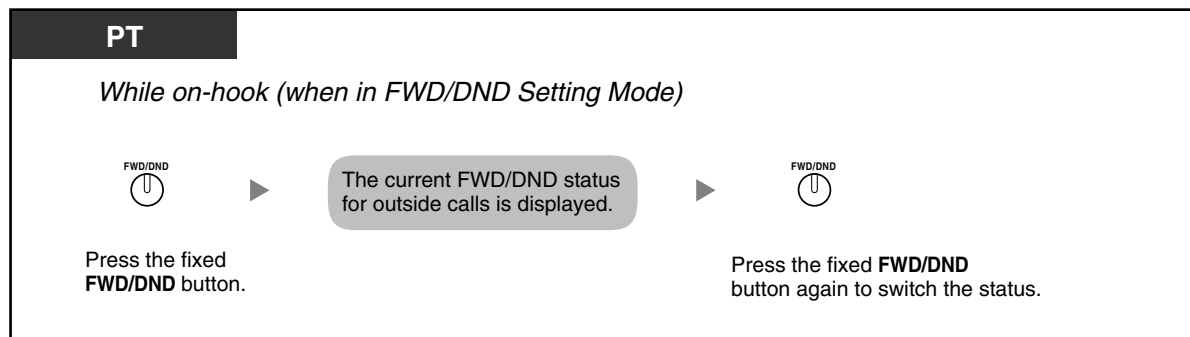 PT
While on-hook (when in FWD/DND Setting Mode)
FWD/DND
The current FWD/DND status
for outside calls is displayed.
FWD/DND
Press the fixed
FWD/DND button.
Press the fixed FWD/DND
button again to switch the status.